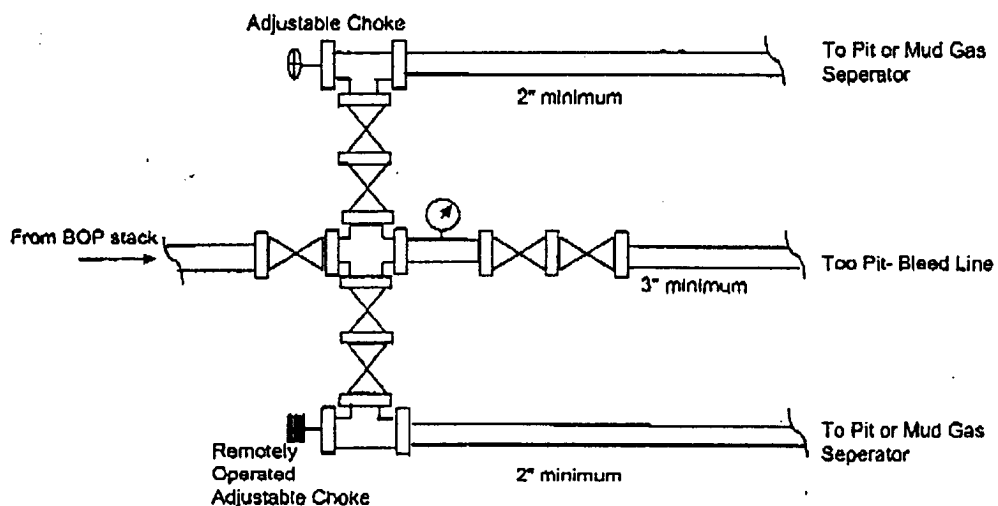 Adjustable Choke
To Pit or Mud Gas
Seperator
2" minimum
From BOP stack
Too Pit- Bleed Line
3" minimum
Remotely
Operated
Adjustable Choke
To Pit or Mud Gas
Seperator
2" minimum